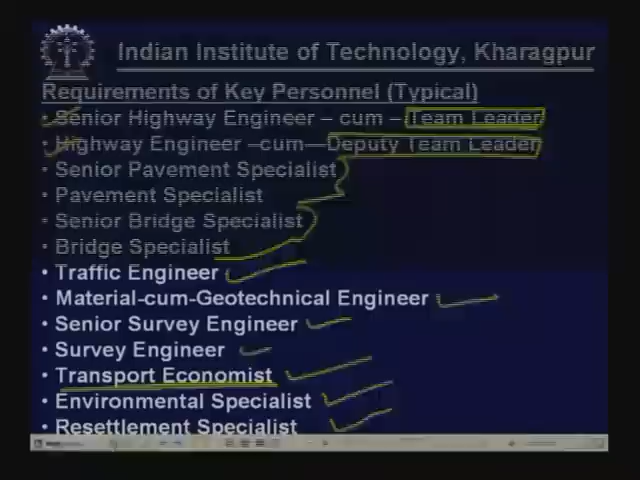 Indian Institute of Technology, Kharagpur
Requirements of Key Personnel (Typical)
• Senior Highway Engineer – cum – Team Leader
• Highway Engineer –cum—Deputy Team Leader
• Senior Pavement Specialist
• Pavement Specialist
• Senior Bridge Specialist
• Bridge Specialist
• Traffic Engineer
• Material-cum-Geotechnical Engineer
• Senior Survey Engineer
• Survey Engineer
• Transport Economist
• Environmental Specialist
• Resettlement Specialist